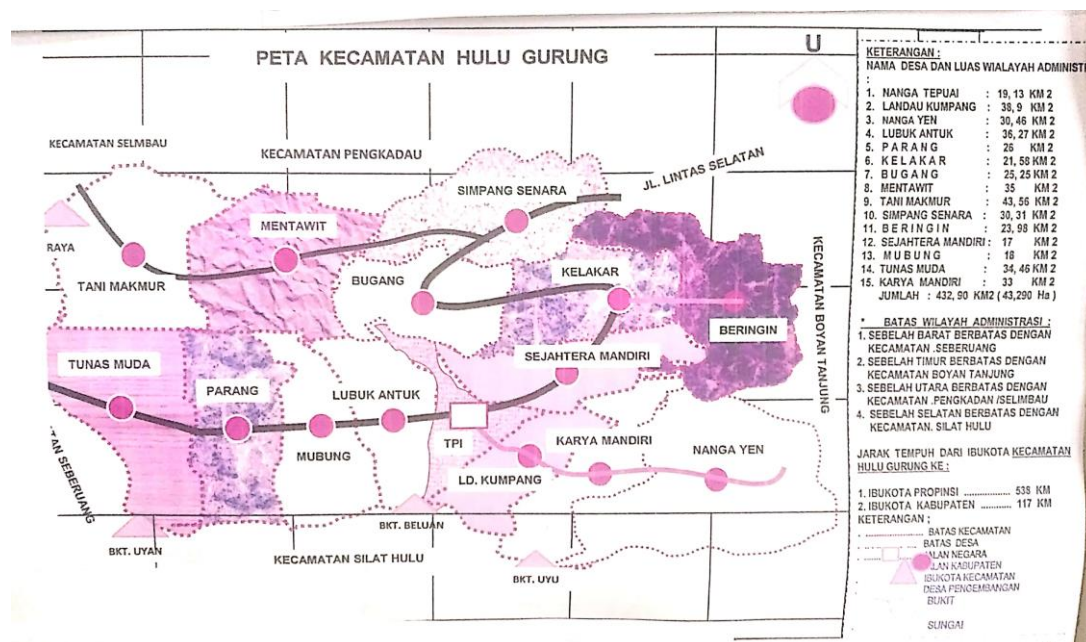 PETA KECAMATAN HULU GURUNG
U
KECAMATAN SELMBAU
KECAMATAN PENGKADAU
JL. LINTAS SELATAN
SIMPANG SENARA
MENTAWIT
RAYA
TANI MAKMUR
BUGANG
KELAKAR
BERINGIN
KECAMATAN BOYAN TANJUNG
TUNAS MUDA
PARANG
LUBUK ANTUK
SEJAHTERA MANDIRI
MUBUNG
TPI
KARYA MANDIRI
NANGA YEN
LD. KUMPANG
TAN SEBERUANG
BKT. UYAN
BKT. BELUAN
KECAMATAN SILAT HULU
BKT. UYU
KETERANGAN :
NAMA DESA DAN LUAS WIALAYAH ADMINISTI
:
1. NANGA TEPUAI : 19, 13 KM 2
2. LANDAU KUMPANG : 38, 9 KM 2
3. NANGA YEN : 30, 46 KM 2
4. LUBUK ANTUK : 36, 27 KM 2
5. PARANG : 26 KM 2
6. KELAKAR : 21, 58 KM 2
7. BUGANG : 25, 25 KM 2
8. MENTAWIT : 35 KM 2
9. TANI MAKMUR : 43, 56 KM 2
10. SIMPANG SENARA : 30, 31 KM 2
11. BERINGIN : 23, 98 KM 2
12. SEJAHTERA MANDIRI : 17 KM 2
13. MUBUNG : 18 KM 2
14. TUNAS MUDA : 34, 46 KM 2
15. KARYA MANDIRI : 33 KM 2
JUMLAH : 432, 90 KM2 ( 43,290 Ha )
* BATAS WILAYAH ADMINISTRASI :
1. SEBELAH BARAT BERBATAS DENGAN
KECAMATAN .SEBERUANG
2. SEBELAH TIMUR BERBATAS DENGAN
KECAMATAN BOYAN TANJUNG
3. SEBELAH UTARA BERBATAS DENGAN
KECAMATAN .PENGKADAN /SELIMBAU
4. SEBELAH SELATAN BERBATAS DENGAN
KECAMATAN. SILAT HULU
JARAK TEMPUH DARI IBUKOTA KECAMATAN
HULU GURUNG KE :
1. IBUKOTA PROPINSI ................ 538 KM
2. IBUKOTA KABUPATEN ............ 117 KM
KETERANGAN ;
BATAS KECAMATAN
BATAS DESA
JALAN NEGARA
JALAN KABUPATEN
IBUKOTA KECAMATAN
DESA PENGEMBANGAN
BUKIT
SUNGAI